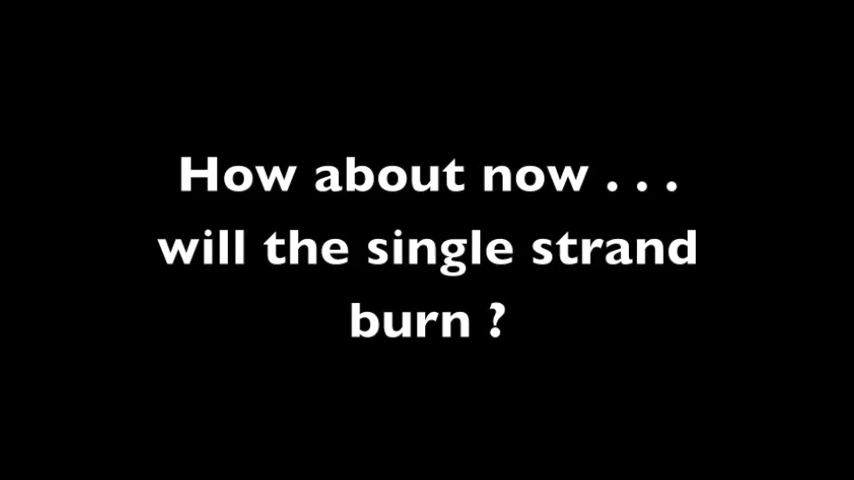 How about now . . .
will the single strand
burn ?